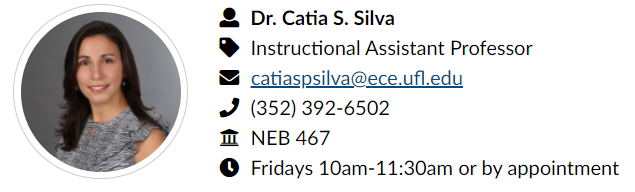 Dr. Catia S. Silva
Instructional Assistant Professor
catiaspsilva@ece.ufl.edu
(352) 392-6502
NEB 467
Fridays 10am-11:30am or by appointment